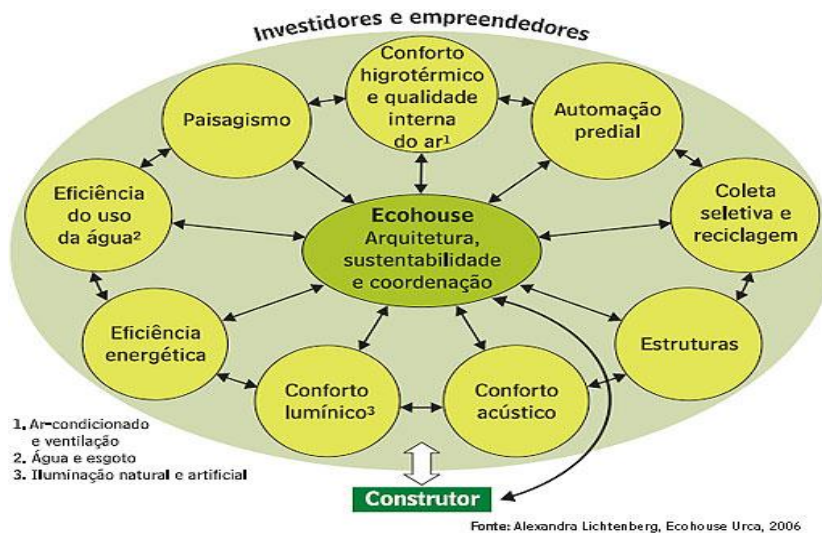 Investidores e empreendedores
Conforto
higrotérmico
e qualidade
interna
do ar¹
Paisagismo
Automação
predial
Eficiência
do uso
da água²
Coleta
seletiva e
reciclagem
Ecohouse
Arquitetura,
sustentabilidade
e coordenação
Eficiência
energética
Estruturas
Conforto
lumínico³
Conforto
acústico
1. Ar-condicionado
e ventilação
2. Água e esgoto
3. Iluminação natural e artificial
Construtor
Fonte: Alexandra Lichtenberg, Ecohouse Urca, 2006